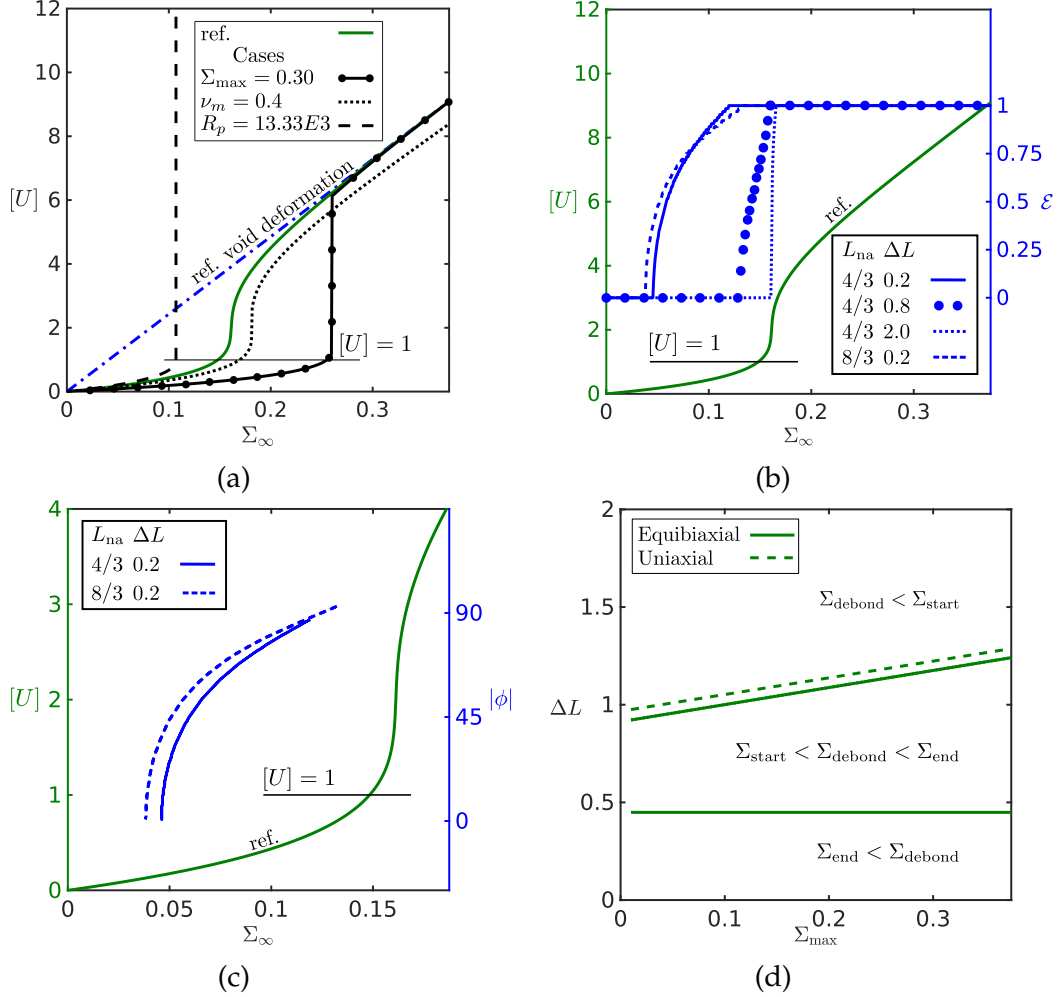 12
10
8
[U]
6
4
2
0
ref.
Cases
Σmax = 0.30
νm = 0.4
Rp = 13.33E3
ref. void deformation
[U] = 1
0 0.1 0.2 0.3
Σ∞
(a)
12
10
8
[U]
6
4
2
0
ref.
[U] = 1
1
0.75
0.5
0.25
0
ℰ
Lna ΔL
4/3 0.2
4/3 0.8
4/3 2.0
8/3 0.2
0 0.1 0.2 0.3
Σ∞
(b)
4
3
[U] 2
1
0
Lna ΔL
4/3 0.2
8/3 0.2
[U] = 1
ref.
90
45
0
|ϕ|
0 0.05 0.1 0.15
Σ∞
(c)
2
1.5
ΔL 1
0.5
0
Equibiaxial
Uniaxial
Σdebond < Σstart
Σstart < Σdebond < Σend
Σend < Σdebond
0 0.1 0.2 0.3
Σmax
(d)